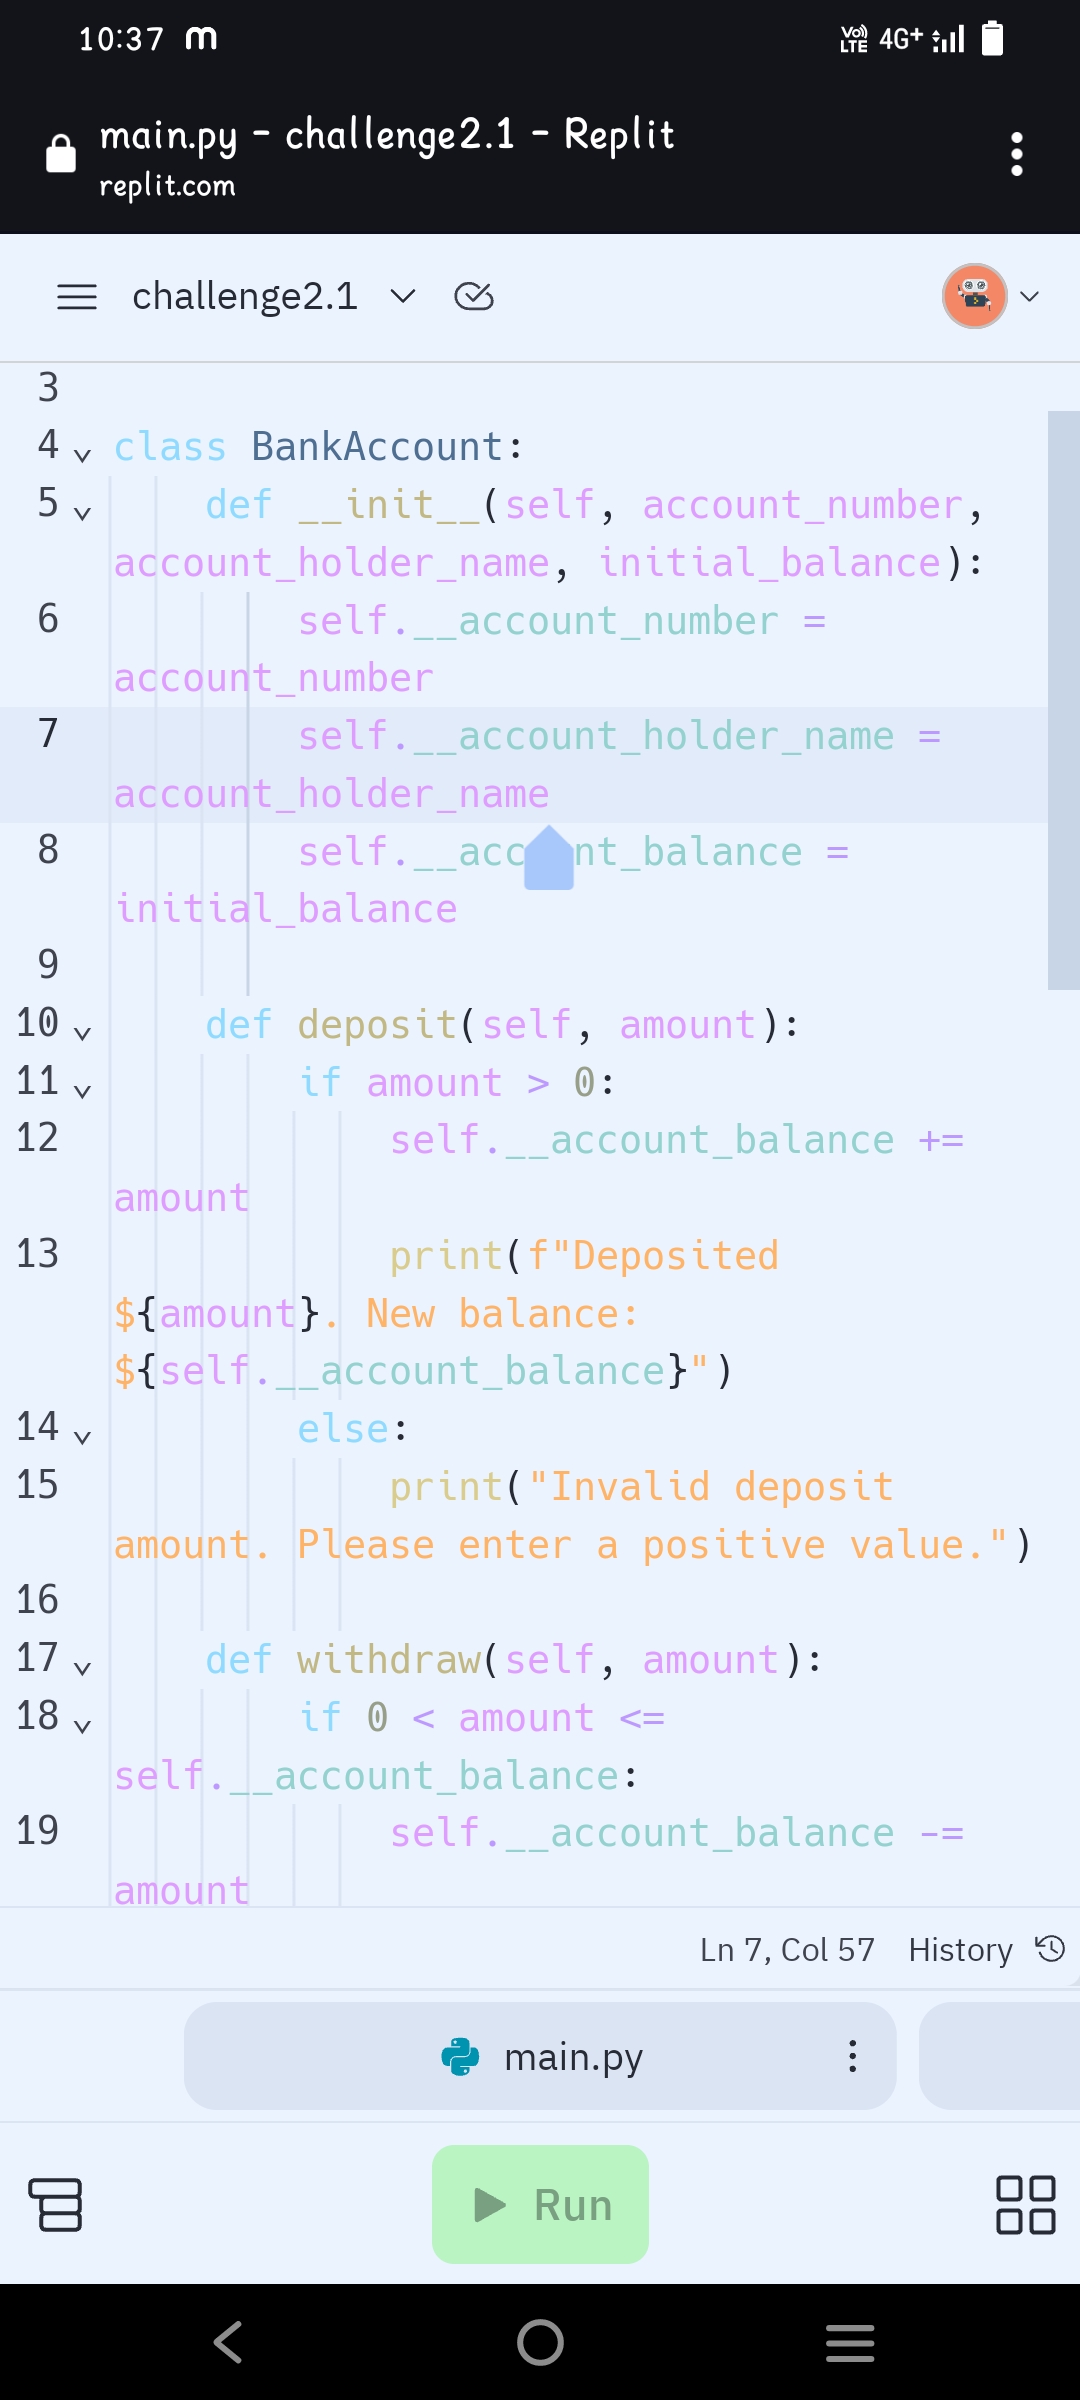 10:37 m Vo)) LTE 4G+
main.py - challenge2.1 - Replit
replit.com
challenge2.1
3
4 class BankAccount:
5 def __init__(self, account_number,
account_holder_name, initial_balance):
6 self.__account_number =
account_number
7 self.__account_holder_name =
account_holder_name
8 self.__acc nt_balance =
initial_balance
9
10 def deposit(self, amount):
11 if amount > 0:
12 self.__account_balance +=
amount
13 print(f"Deposited
${amount}. New balance:
${self.__account_balance}")
14 else:
15 print("Invalid deposit
amount. Please enter a positive value.")
16
17 def withdraw(self, amount):
18 if 0 < amount <=
self.__account_balance:
19 self.__account_balance -=
amount
Ln 7, Col 57 History
main.py
Run